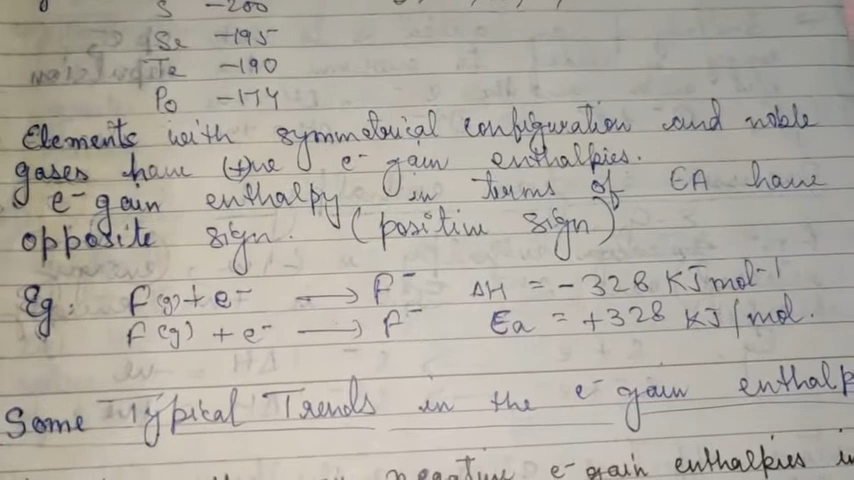 S -200
Se -195
Te -190
Po -174
Elements with symmetrical configuration and noble
gases have (+)ve e⁻ gain enthalpies.
e⁻ gain enthalpy in terms of EA have
opposite sign. (positive sign)
Eg: F(g) + e⁻ → F⁻ ΔH = -328 KJ mol⁻¹
F(g) + e⁻ → F⁻ Ea = +328 KJ/mol.
Some Typical Trends in the e⁻ gain enthalp
negative e⁻ gain enthalpies in